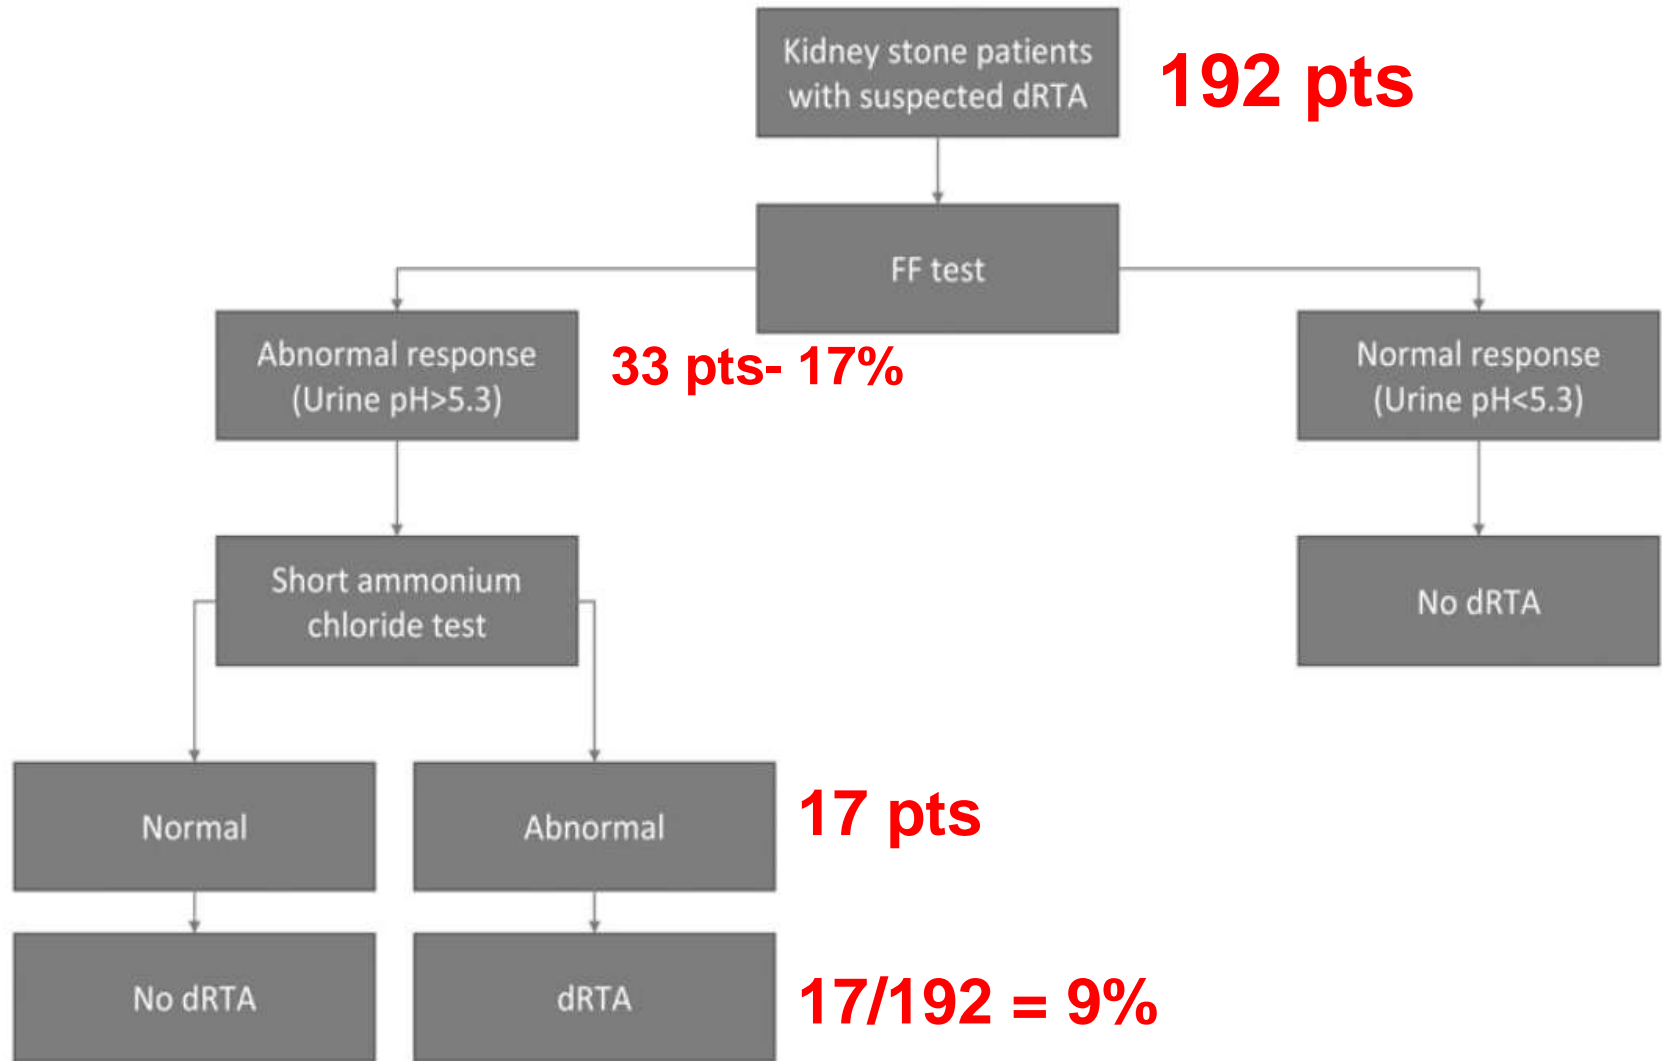 Kidney stone patients
with suspected dRTA
192 pts
FF test
Abnormal response
(Urine pH>5.3)
33 pts- 17%
Normal response
(Urine pH<5.3)
Short ammonium
chloride test
No dRTA
Normal
Abnormal
17 pts
No dRTA
dRTA
17/192 = 9%